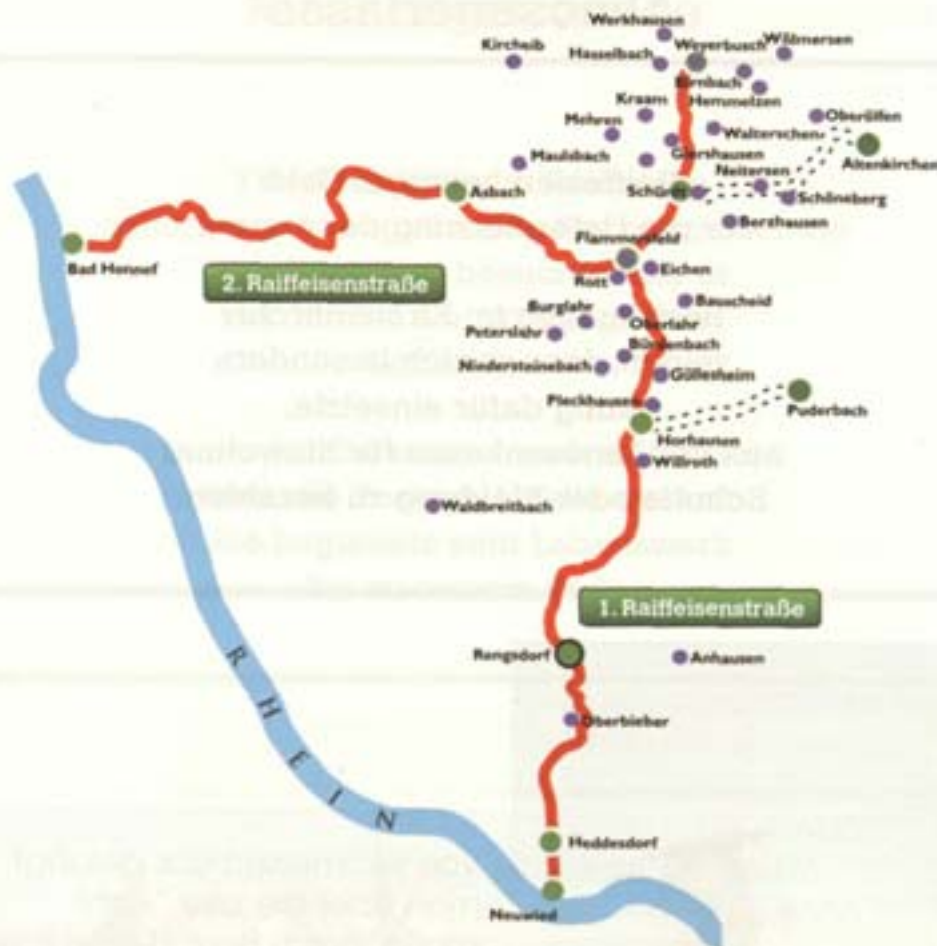 Werkhausen
Kircheib
Hasselbach
Weyerbusch
Wölmersen
Birnbach
Kraam
Hemmelzen
Mehren
Oberölfen
Walterschen
Maulsbach
Giershausen
Altenkirchen
Neitersen
Asbach
Schöneberg
Berzhausen
Flammersfeld
Bad Honnef
Eichen
2. Raiffeisenstraße
Rott
Bauscheid
Burglahr
Oberlahr
Peterslahr
Bürdenbach
Niedersteinebach
Güllesheim
Pleckhausen
Puderbach
Horhausen
Willroth
Waldbreitbach
1. Raiffeisenstraße
Rengsdorf
Anhausen
RHEIN
Oberbieber
Heddesdorf
Neuwied